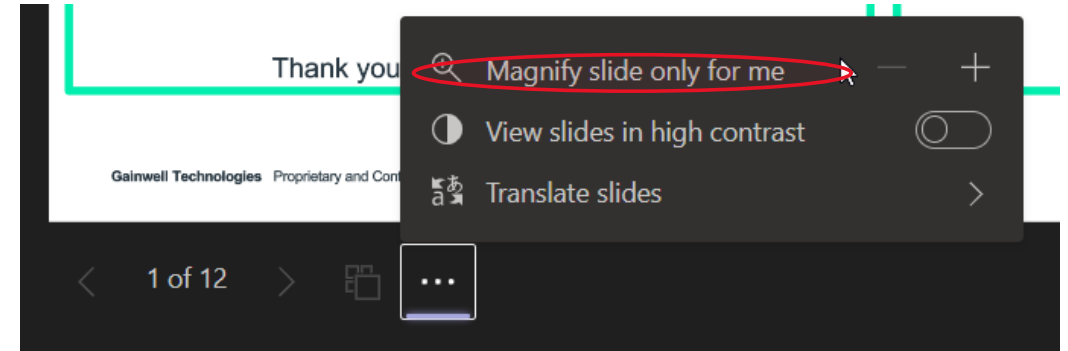 Thank you
Magnify slide only for me
View slides in high contrast
Gainwell Technologies Proprietary and Conf
Translate slides
1 of 12